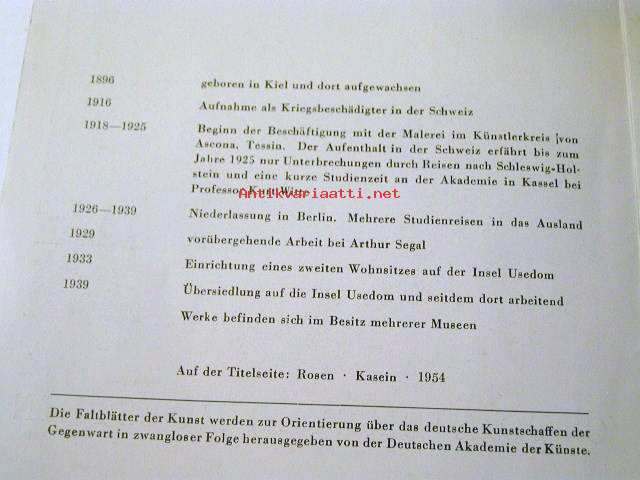 1896 geboren in Kiel und dort aufgewachsen
1916 Aufnahme als Kriegsbeschädigter in der Schweiz
1918—1925 Beginn der Beschäftigung mit der Malerei im Künstlerkreis von
Ascona, Tessin. Der Aufenthalt in der Schweiz erfährt bis zum
Jahre 1925 nur Unterbrechungen durch Reisen nach Schleswig-Hol-
stein und eine kurze Studienzeit an der Akademie in Kassel bei
Professor Kurt Witte
Antikvariaatti.net
1926—1939 Niederlassung in Berlin. Mehrere Studienreisen in das Ausland
1929 vorübergehende Arbeit bei Arthur Segal
1933 Einrichtung eines zweiten Wohnsitzes auf der Insel Usedom
1939 Übersiedlung auf die Insel Usedom und seitdem dort arbeitend
Werke befinden sich im Besitz mehrerer Museen
Auf der Titelseite: Rosen · Kasein · 1954
Die Faltblätter der Kunst werden zur Orientierung über das deutsche Kunstschaffen der
Gegenwart in zwangloser Folge herausgegeben von der Deutschen Akademie der Künste.